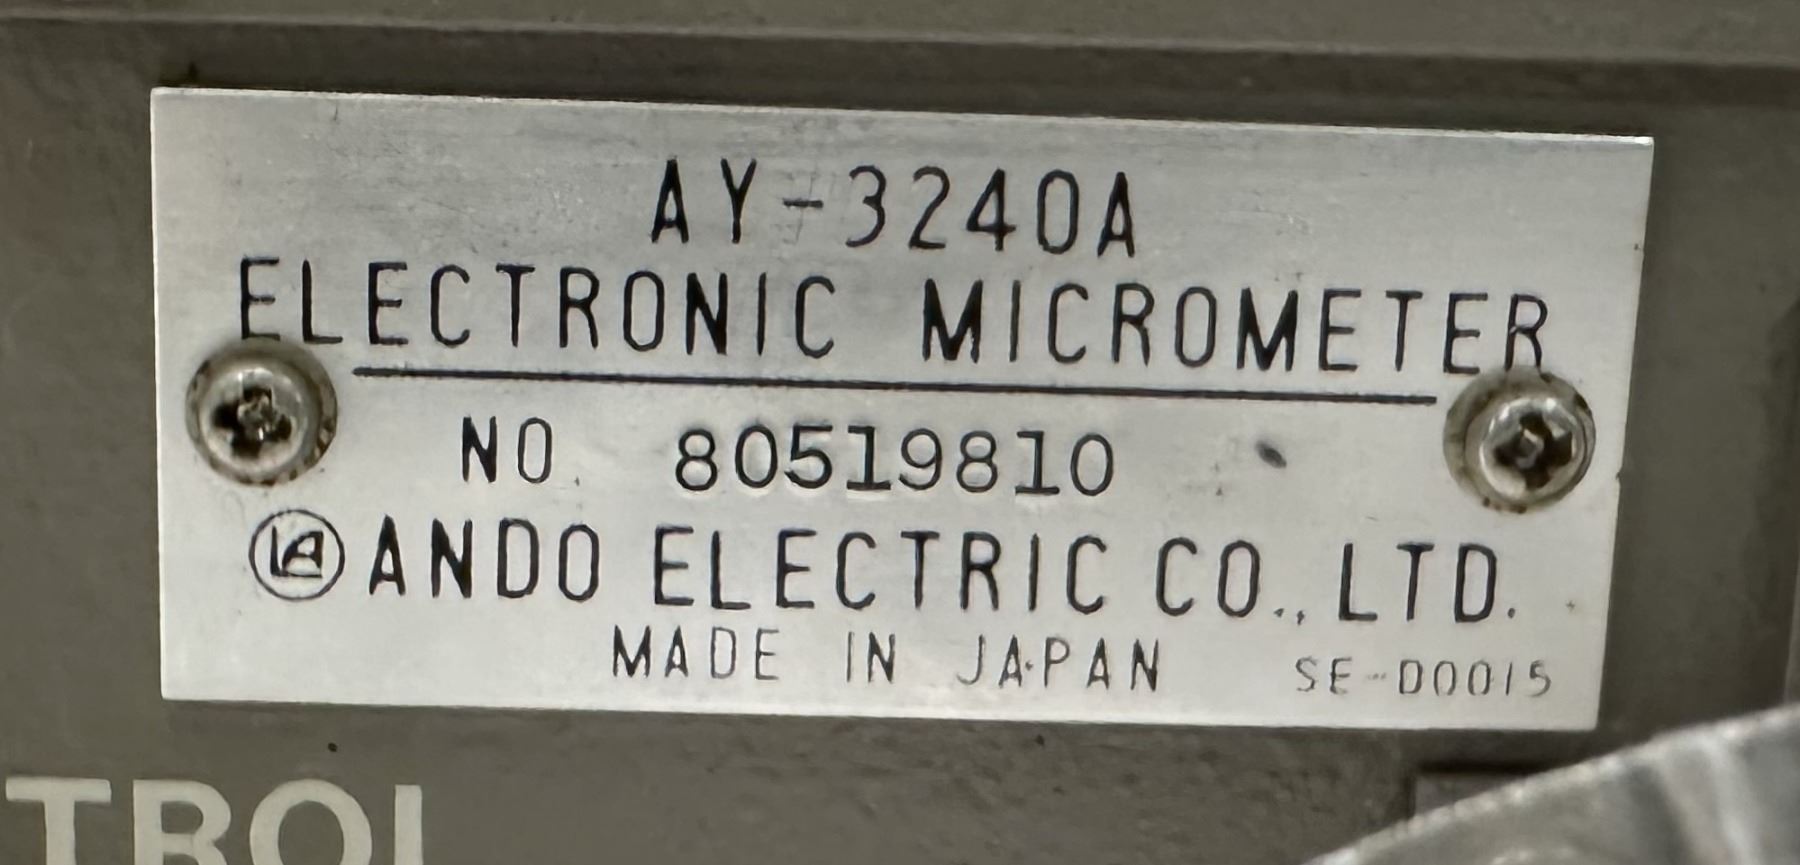 AY-3240A
ELECTRONIC MICROMETER
NO. 80519810
ANDO ELECTRIC CO., LTD.
MADE IN JAPAN SE-D0015
TROL